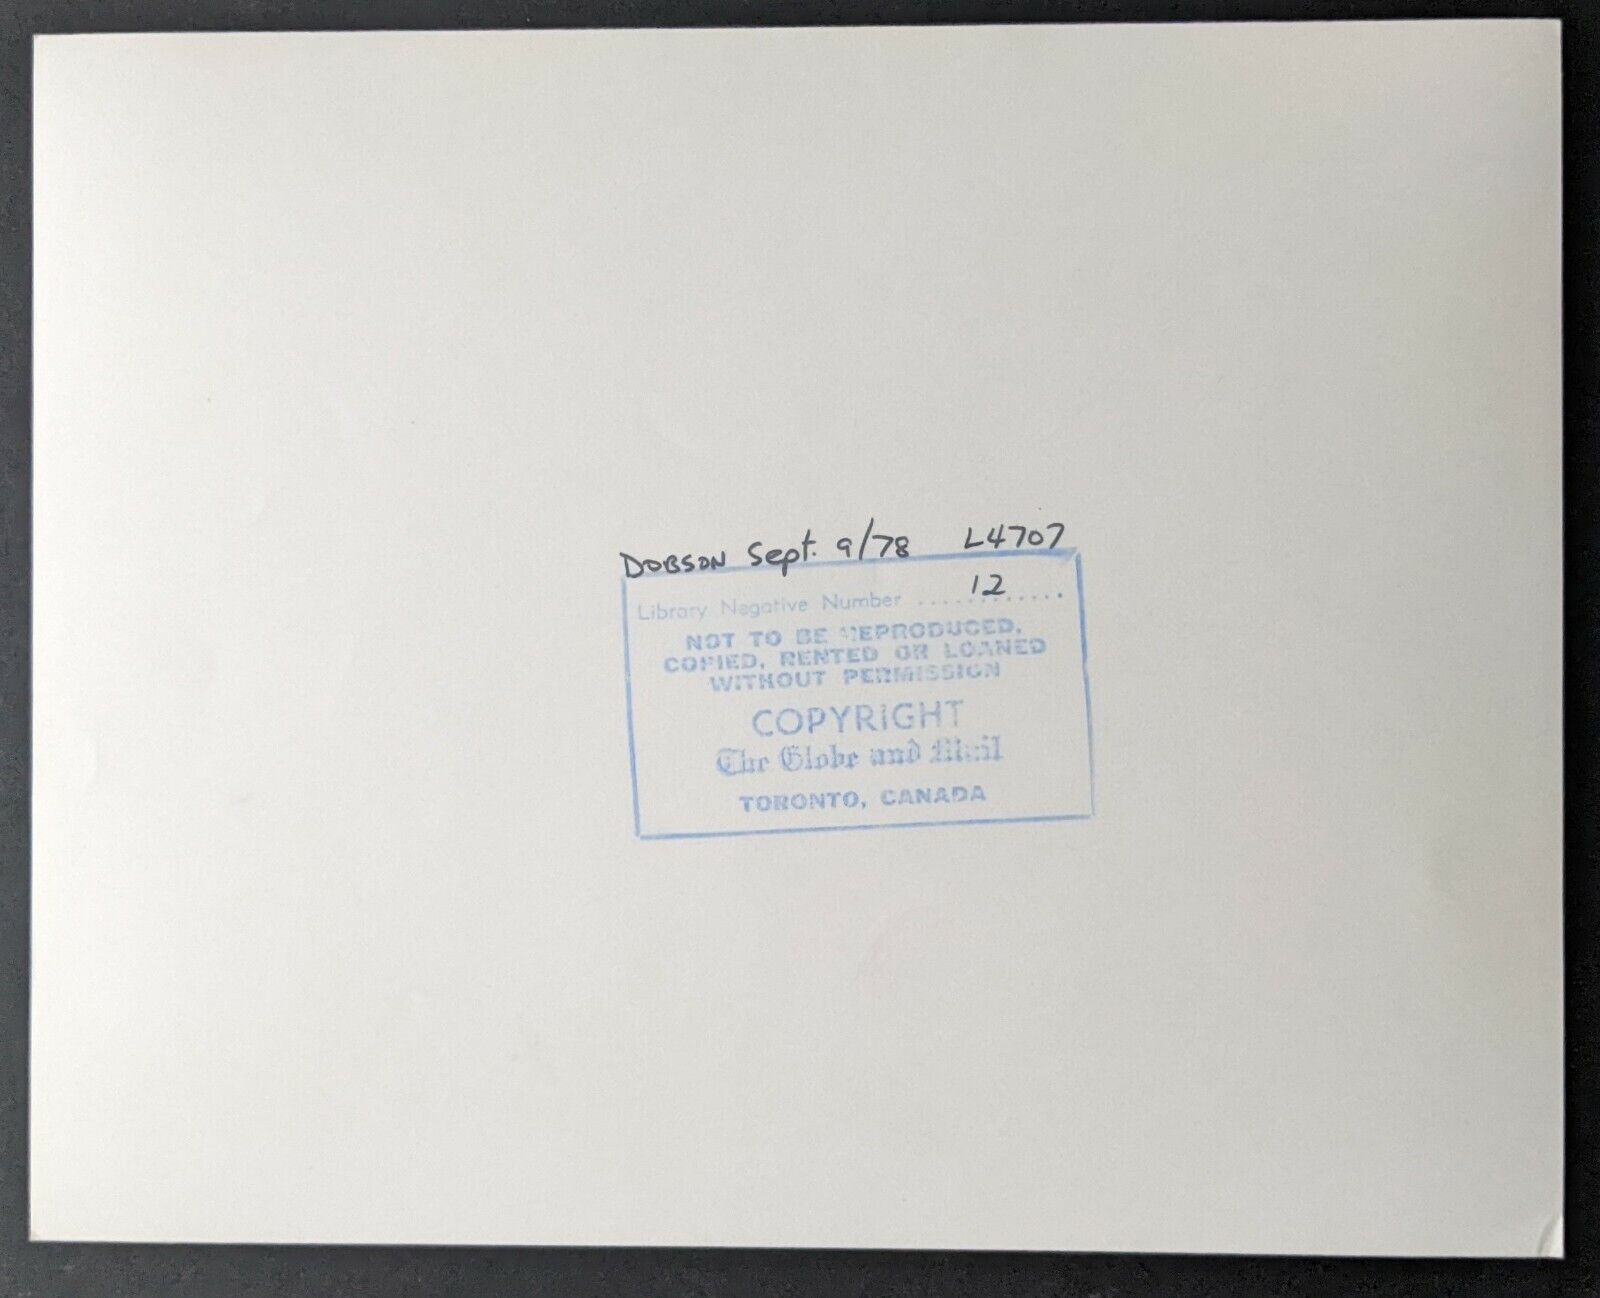 DOBSON Sept. 9/78 L4707
Library Negative Number ............ 12
NOT TO BE REPRODUCED,
COPIED, RENTED OR LOANED
WITHOUT PERMISSION
COPYRIGHT
The Globe and Mail
TORONTO, CANADA